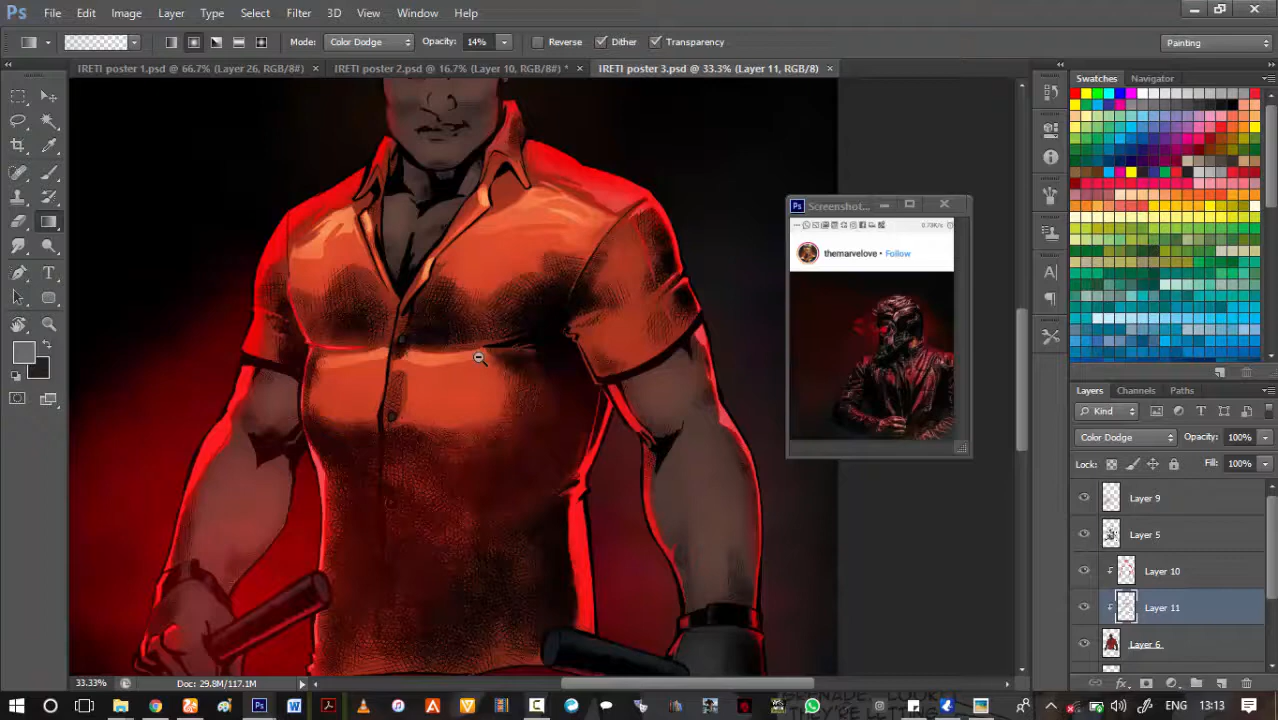 Ps File Edit Image Layer Type Select Filter 3D View Window Help
Mode: Color Dodge Opacity: 14% Reverse Dither Transparency Painting
IRETI poster 1.psd @ 66.7% (Layer 26, RGB/8#) × IRETI poster 2.psd @ 16.7% (Layer 10, RGB/8#) * × IRETI poster 3.psd @ 33.3% (Layer 11, RGB/8) ×
Swatches Navigator
Ps Screenshot...
themarvelove • Follow
Layers Channels Paths
Kind
Color Dodge Opacity: 100%
Lock: Fill: 100%
Layer 9
Layer 5
Layer 10
Layer 11
Layer 6
33.33% Doc: 29.8M/117.1M
ENG 13:13